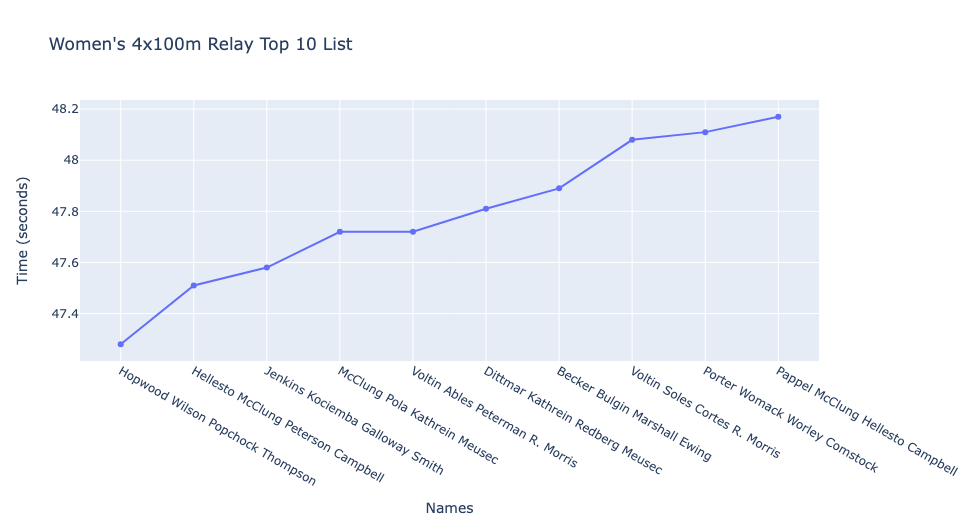 Women's 4x100m Relay Top 10 List
Time (seconds)
48.2
48
47.8
47.6
47.4
Hopwood Wilson Popchock Thompson
Hellesto McClung Peterson Campbell
Jenkins Kociemba Galloway Smith
McClung Pola Kathrein Meusec
Voltin Ables Peterman R. Morris
Dittmar Kathrein Redberg Meusec
Becker Bulgin Marshall Ewing
Voltin Soles Cortes R. Morris
Porter Womack Worley Comstock
Pappel McClung Hellesto Campbell
Names